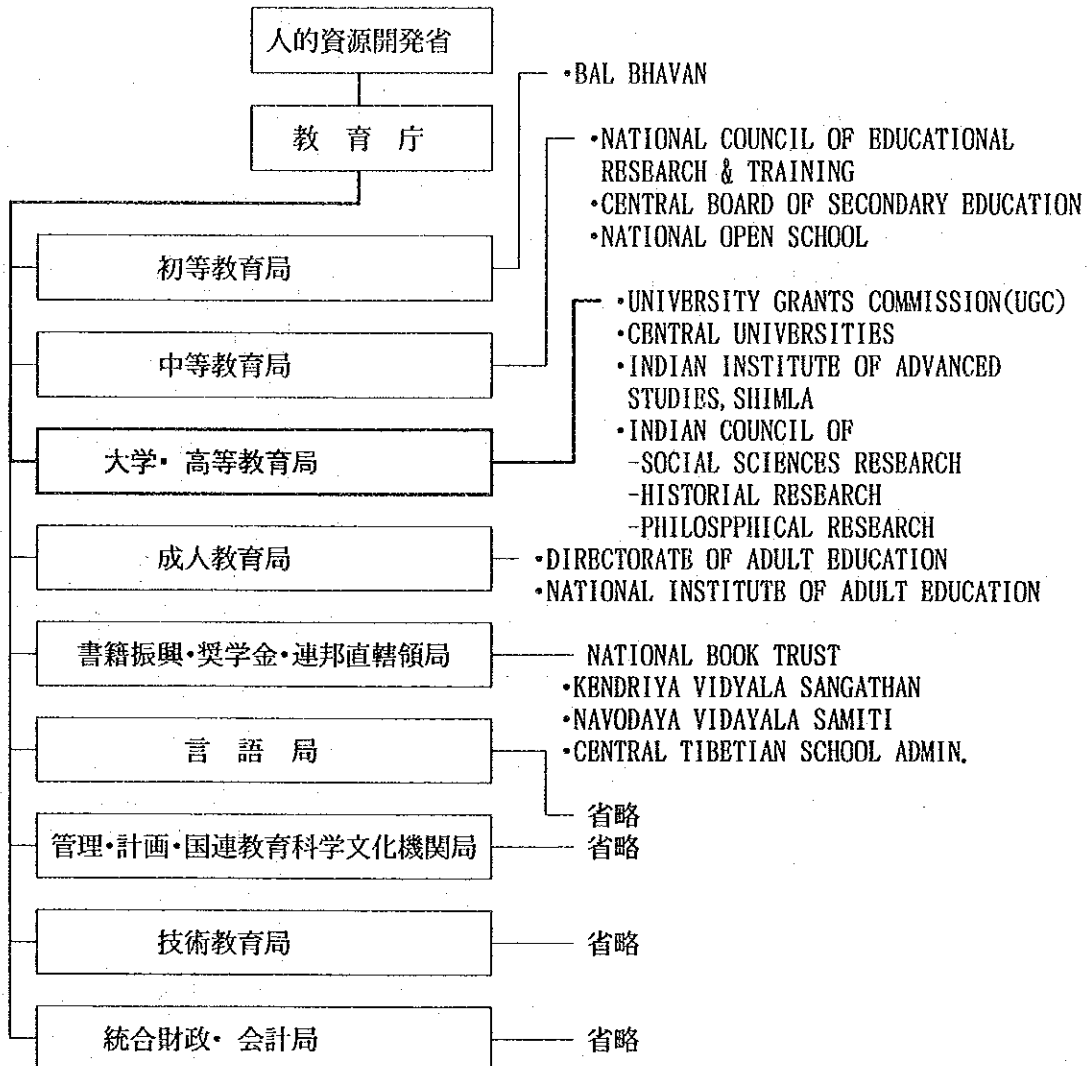 人的資源開発省
・BAL BHAVAN
教 育 庁
・NATIONAL COUNCIL OF EDUCATIONAL
RESEARCH & TRAINING
・CENTRAL BOARD OF SECONDARY EDUCATION
・NATIONAL OPEN SCHOOL
初等教育局
・UNIVERSITY GRANTS COMMISSION(UGC)
・CENTRAL UNIVERSITIES
・INDIAN INSTITUTE OF ADVANCED
STUDIES, SHIMLA
・INDIAN COUNCIL OF
-SOCIAL SCIENCES RESEARCH
-HISTORIAL RESEARCH
-PHILOSPPHICAL RESEARCH
中等教育局
大学・高等教育局
成人教育局
・DIRECTORATE OF ADULT EDUCATION
・NATIONAL INSTITUTE OF ADULT EDUCATION
書籍振興・奨学金・連邦直轄領局
NATIONAL BOOK TRUST
・KENDRIYA VIDYALA SANGATHAN
・NAVODAYA VIDAYALA SAMITI
・CENTRAL TIBETIAN SCHOOL ADMIN.
言 語 局
省略
管理・計画・国連教育科学文化機関局
省略
技術教育局
省略
統合財政・会計局
省略